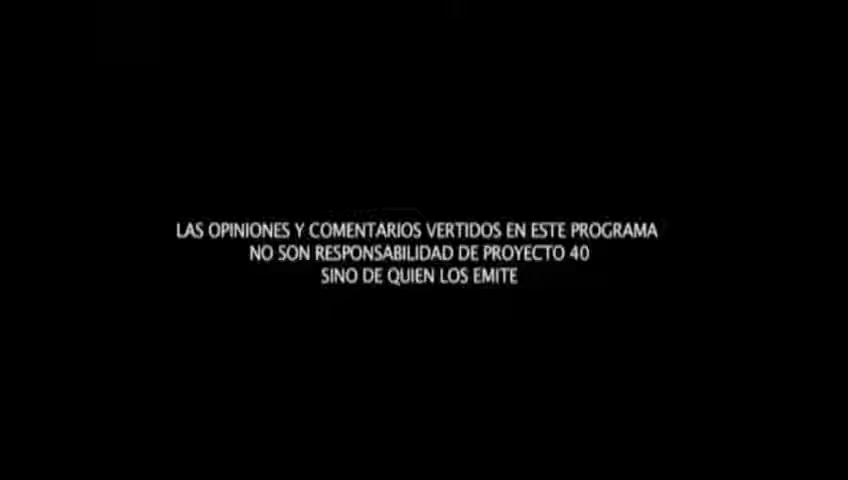 LAS OPINIONES Y COMENTARIOS VERTIDOS EN ESTE PROGRAMA
NO SON RESPONSABILIDAD DE PROYECTO 40
SINO DE QUIEN LOS EMITE